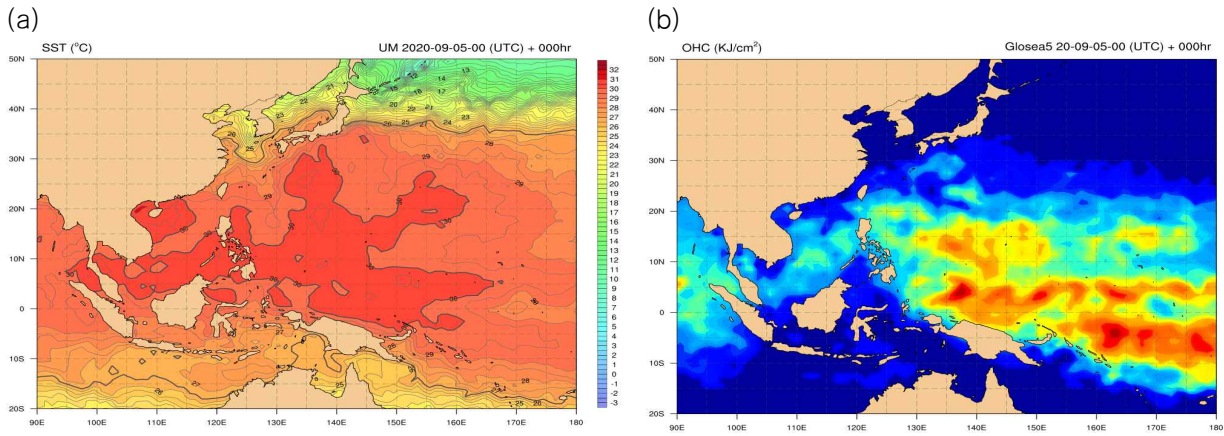 (a)
SST (°C) UM 2020-09-05-00 (UTC) + 000hr
50N
40N
30N
20N
10N
0
10S
20S
90E 100E 110E 120E 130E 140E 150E 160E 170E 180
32
31
30
29
28
27
26
25
24
23
22
21
20
19
18
17
16
15
14
13
12
11
10
9
8
7
6
5
4
3
2
1
0
-1
-2
-3
(b)
OHC (KJ/cm²) Glosea5 20-09-05-00 (UTC) + 000hr
50N
40N
30N
20N
10N
0
10S
20S
90E 100E 110E 120E 130E 140E 150E 160E 170E 180